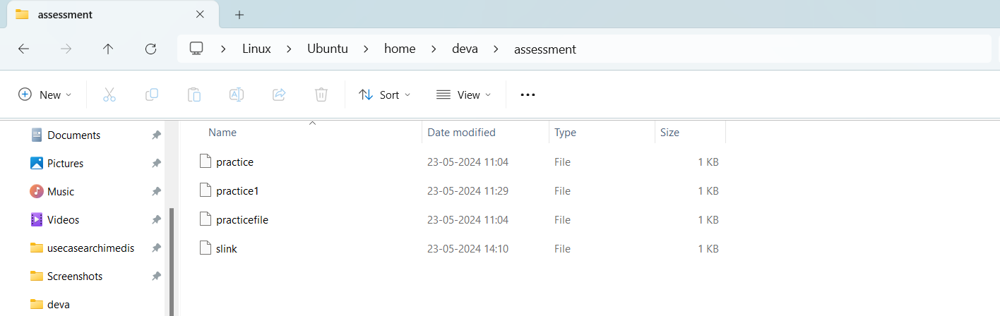 assessment
Linux Ubuntu home deva assessment
New Sort View
Name Date modified Type Size
Documents
Pictures
Music
Videos
usecasearchimedis
Screenshots
deva
practice 23-05-2024 11:04 File 1 KB
practice1 23-05-2024 11:29 File 1 KB
practicefile 23-05-2024 11:04 File 1 KB
slink 23-05-2024 14:10 File 1 KB